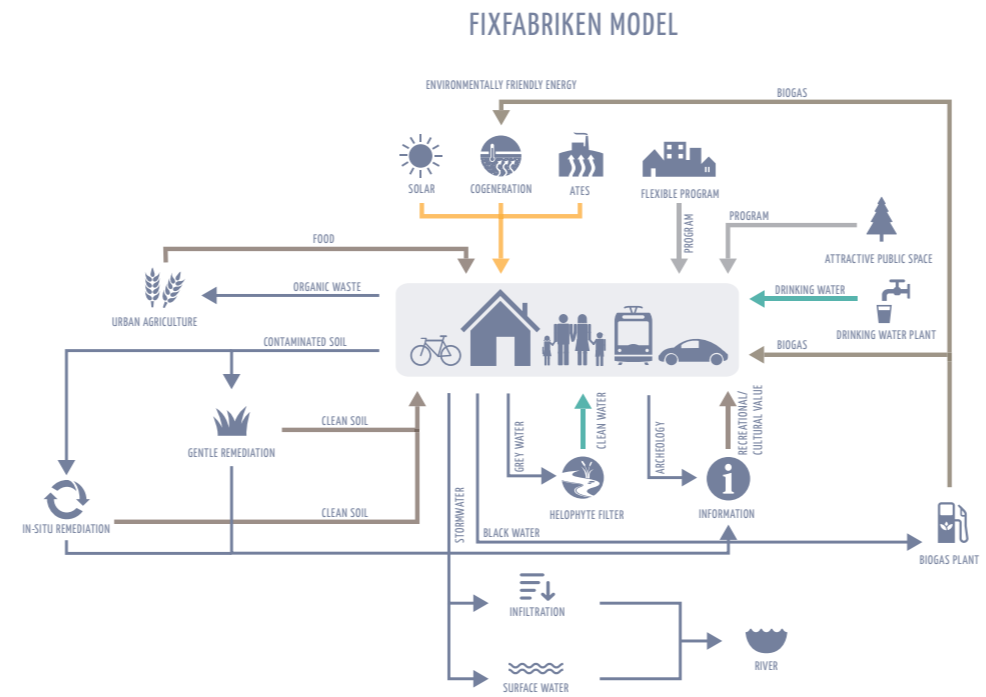 FIXFABRIKEN MODEL
ENVIRONMENTALLY FRIENDLY ENERGY
BIOGAS
SOLAR
COGENERATION
ATES
FLEXIBLE PROGRAM
PROGRAM
PROGRAM
ATTRACTIVE PUBLIC SPACE
FOOD
ORGANIC WASTE
URBAN AGRICULTURE
DRINKING WATER
DRINKING WATER PLANT
CONTAMINATED SOIL
BIOGAS
CLEAN SOIL
GENTLE REMEDIATION
GREY WATER
CLEAN WATER
ARCHEOLOGY
RECREATIONAL/
CULTURAL VALUE
CLEAN SOIL
IN-SITU REMEDIATION
STORMWATER
HELOPHYTE FILTER
INFORMATION
BLACK WATER
BIOGAS PLANT
INFILTRATION
RIVER
SURFACE WATER